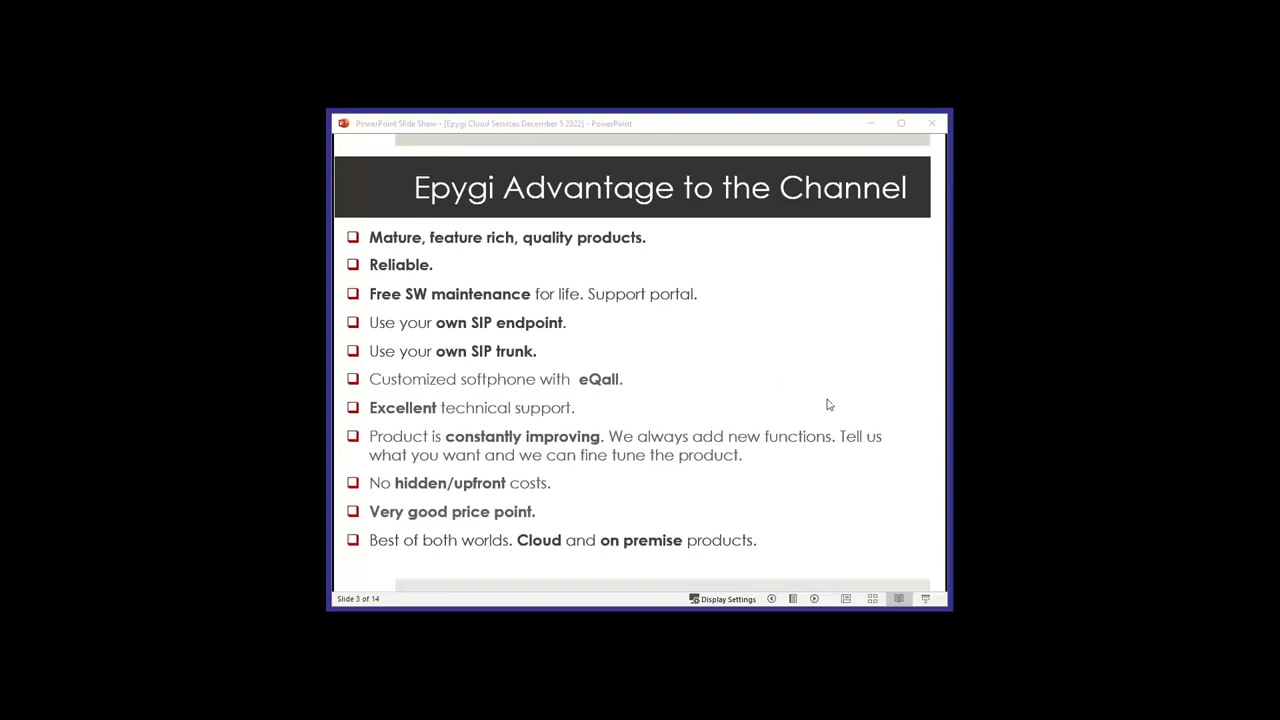 PowerPoint Slide Show - [Epygi Cloud Services December 5 2022] - PowerPoint
Epygi Advantage to the Channel
Mature, feature rich, quality products.
Reliable.
Free SW maintenance for life. Support portal.
Use your own SIP endpoint.
Use your own SIP trunk.
Customized softphone with eQall.
Excellent technical support.
Product is constantly improving. We always add new functions. Tell us
what you want and we can fine tune the product.
No hidden/upfront costs.
Very good price point.
Best of both worlds. Cloud and on premise products.
Slide 3 of 14
Display Settings